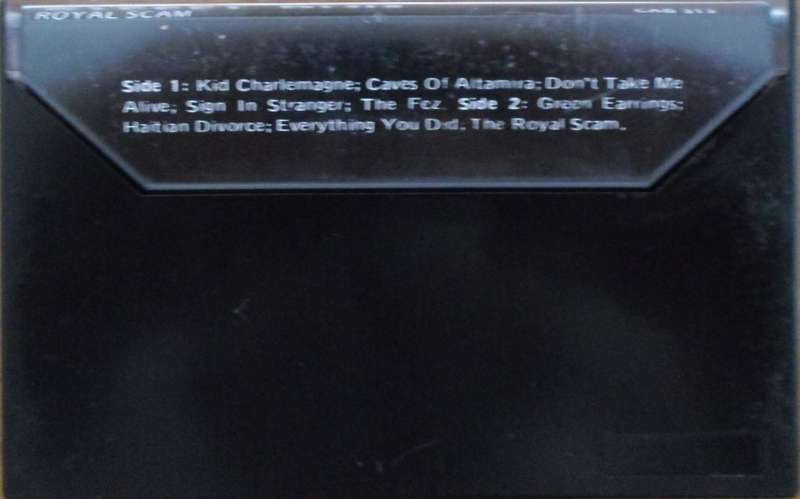 ROYAL SCAM
Side 1: Kid Charlemagne; Caves Of Altamira; Don't Take Me
Alive; Sign In Stranger; The Fez. Side 2: Green Earrings;
Haitian Divorce; Everything You Did. The Royal Scam.